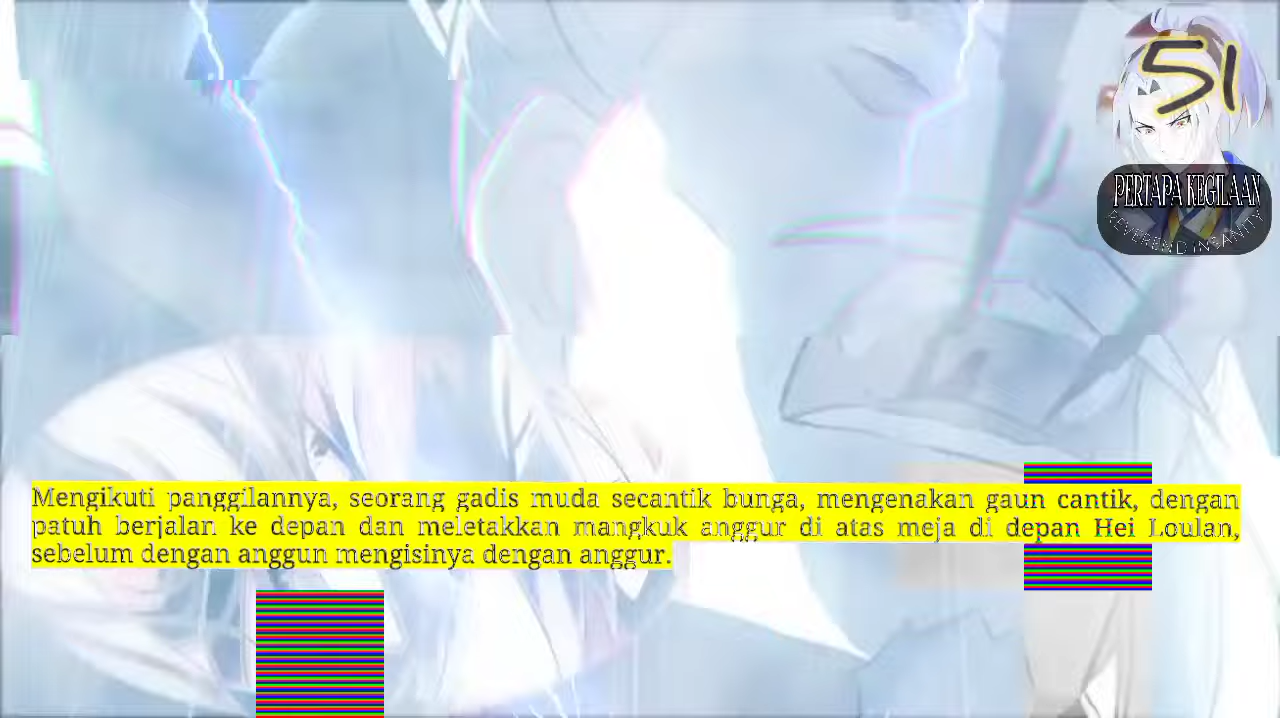 51
PERTAPA KEGILAAN
REVEREND INSANITY
Mengikuti panggilannya, seorang gadis muda secantik bunga, mengenakan gaun cantik, dengan
patuh berjalan ke depan dan meletakkan mangkuk anggur di atas meja di depan Hei Loulan,
sebelum dengan anggun mengisinya dengan anggur.